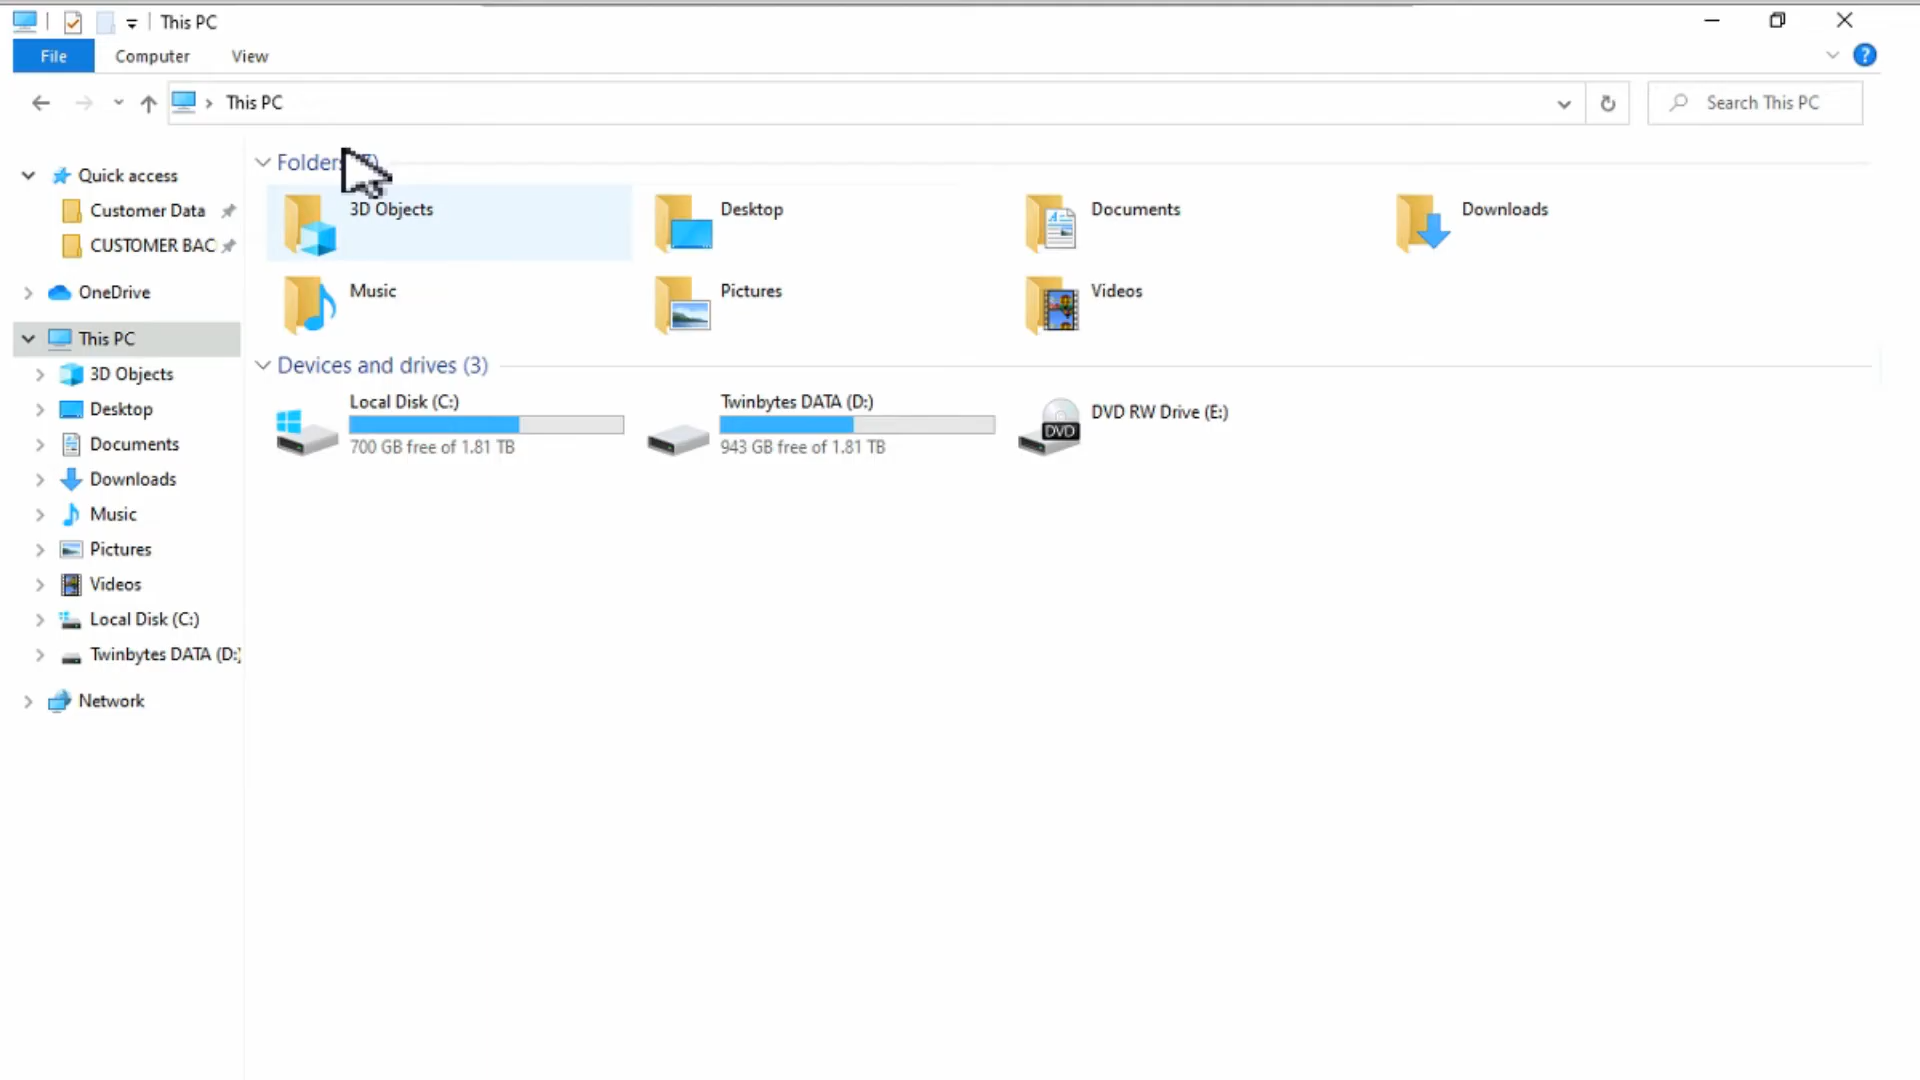 This PC
File
Computer
View
This PC
Search This PC
Quick access
Customer Data
CUSTOMER BAC
OneDrive
This PC
3D Objects
Desktop
Documents
Downloads
Music
Pictures
Videos
Local Disk (C:)
Twinbytes DATA (D:)
Network
Folders
3D Objects
Desktop
Documents
Downloads
Music
Pictures
Videos
Devices and drives (3)
Local Disk (C:)
700 GB free of 1.81 TB
Twinbytes DATA (D:)
943 GB free of 1.81 TB
DVD RW Drive (E:)
DVD